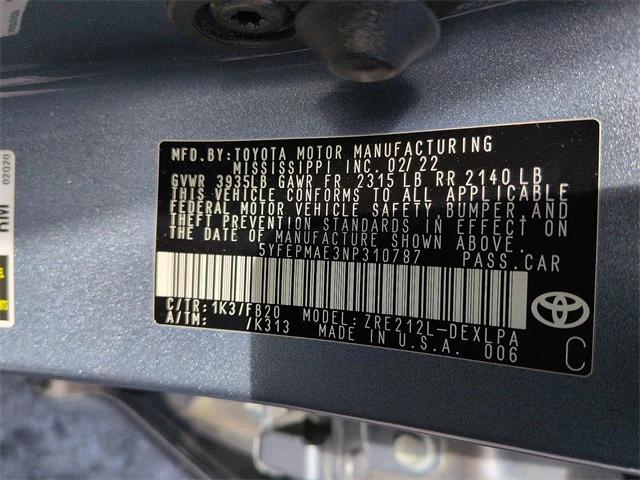 MFD.BY: TOYOTA MOTOR MANUFACTURING
MISSISSIPPI INC. 02/22
GVWR 3935LB GAWR FR 2315 LB RR 2140 LB
THIS VEHICLE CONFORMS TO ALL APPLICABLE
FEDERAL MOTOR VEHICLE SAFETY,BUMPER,AND
THEFT PREVENTION STANDARDS IN EFFECT ON
THE DATE OF MANUFACTURE SHOWN ABOVE.
5YFEPMAE3NP310787 PASS.CAR
C/TR: 1K3/FB20 MODEL: ZRE212L-DEXLPA
A/TM: /K313 MADE IN U.S.A. 006
C
02020
RM